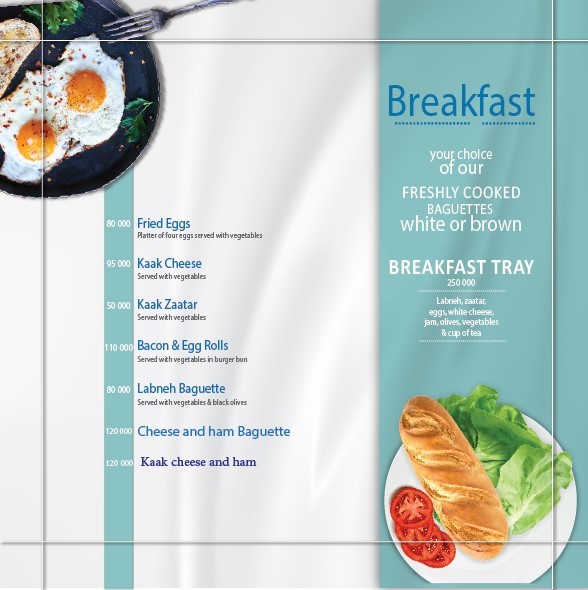 Breakfast
your choice
of our
FRESHLY COOKED
BAGUETTES
white or brown
BREAKFAST TRAY
250 000
Labneh, zaatar,
eggs, white cheese,
jam, olives, vegetables
& cup of tea
80 000 Fried Eggs
Platter of four eggs served with vegetables
95 000 Kaak Cheese
Served with vegetables
50 000 Kaak Zaatar
Served with vegetables
110 000 Bacon & Egg Rolls
Served with vegetables in burger bun
80 000 Labneh Baguette
Served with vegetables & black olives
120 000 Cheese and ham Baguette
120 000 Kaak cheese and ham